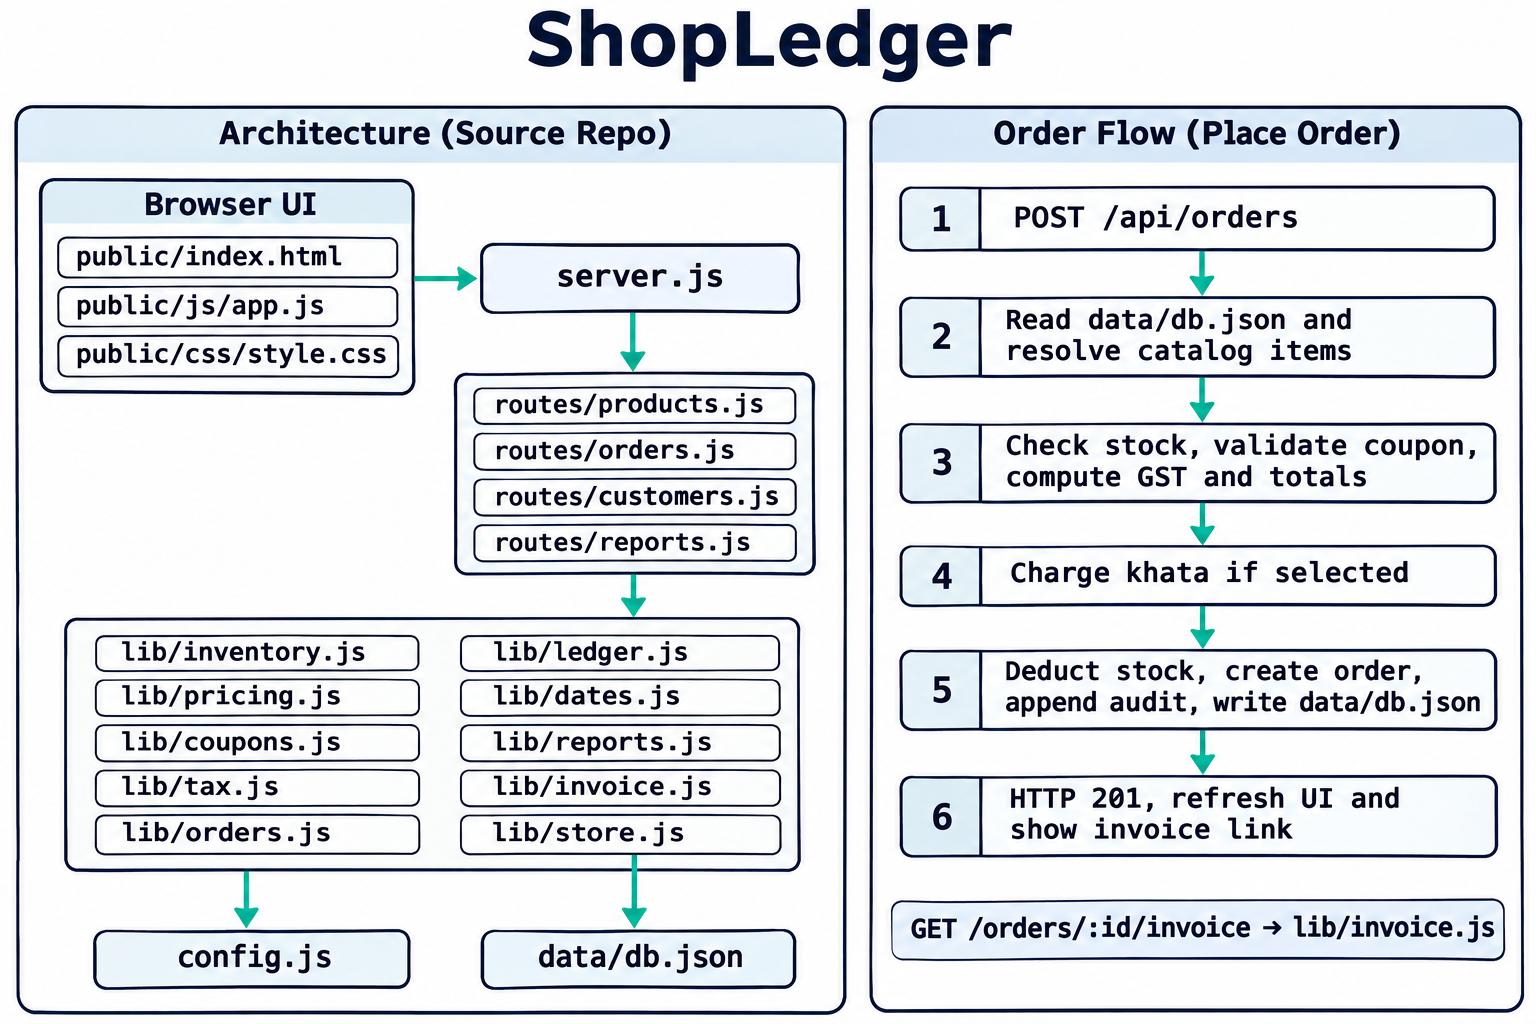 ShopLedger
Architecture (Source Repo)
Browser UI
public/index.html
public/js/app.js
public/css/style.css
server.js
routes/products.js
routes/orders.js
routes/customers.js
routes/reports.js
lib/inventory.js
lib/pricing.js
lib/coupons.js
lib/tax.js
lib/orders.js
lib/ledger.js
lib/dates.js
lib/reports.js
lib/invoice.js
lib/store.js
config.js
data/db.json
Order Flow (Place Order)
1
POST /api/orders
2
Read data/db.json and
resolve catalog items
3
Check stock, validate coupon,
compute GST and totals
4
Charge khata if selected
5
Deduct stock, create order,
append audit, write data/db.json
6
HTTP 201, refresh UI and
show invoice link
GET /orders/:id/invoice → lib/invoice.js